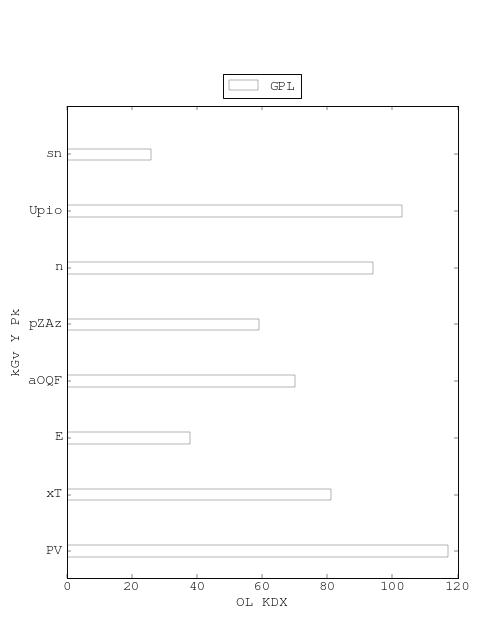 GPL
sn
Upio
n
pZAz
aOQF
E
xT
PV
kGv Y Pk
0 20 40 60 80 100 120
OL KDX